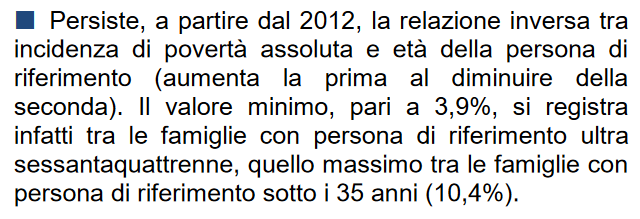 ■ Persiste, a partire dal 2012, la relazione inversa tra
incidenza di povertà assoluta e età della persona di
riferimento (aumenta la prima al diminuire della
seconda). Il valore minimo, pari a 3,9%, si registra
infatti tra le famiglie con persona di riferimento ultra
sessantaquattrenne, quello massimo tra le famiglie con
persona di riferimento sotto i 35 anni (10,4%).